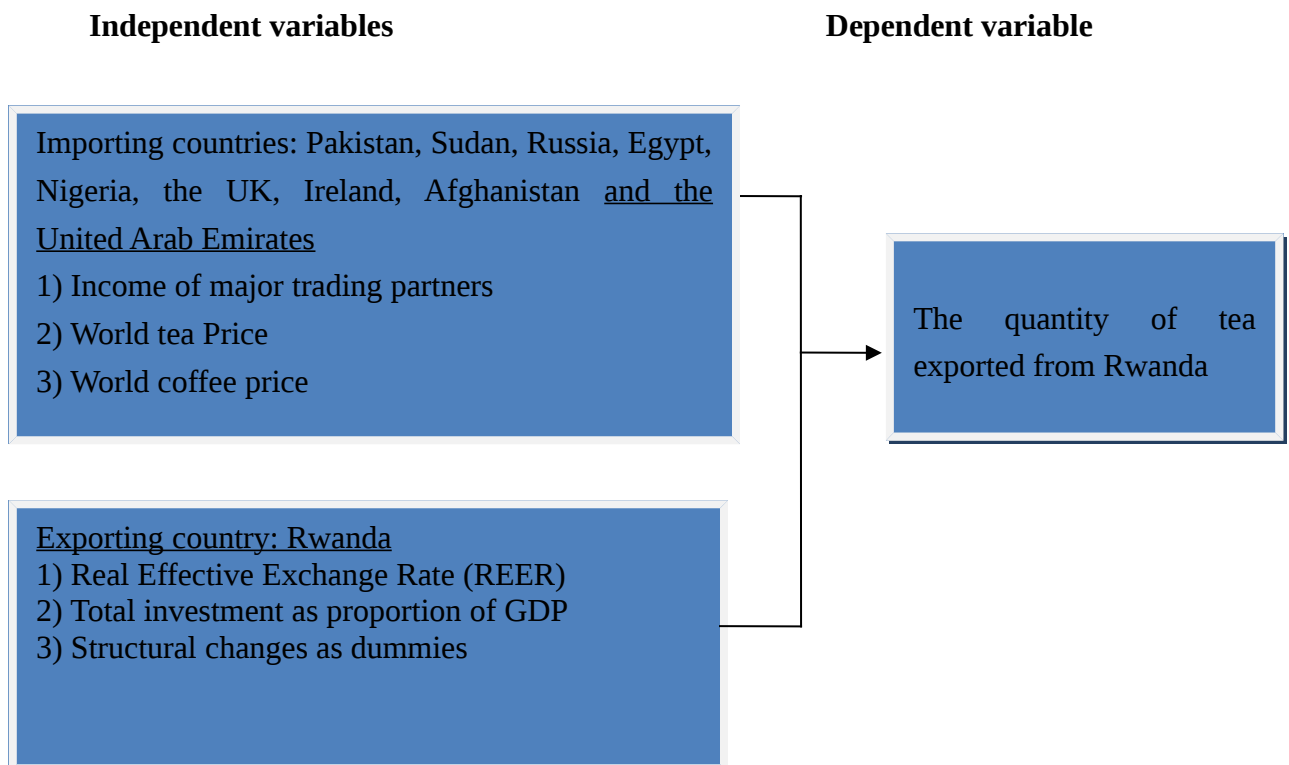 Independent variables
Dependent variable
Importing countries: Pakistan, Sudan, Russia, Egypt,
Nigeria, the UK, Ireland, Afghanistan and the
United Arab Emirates
1) Income of major trading partners
2) World tea Price
3) World coffee price
The quantity of tea
exported from Rwanda
Exporting country: Rwanda
1) Real Effective Exchange Rate (REER)
2) Total investment as proportion of GDP
3) Structural changes as dummies